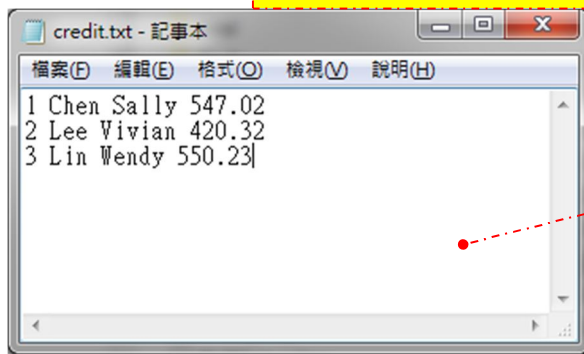 credit.txt - 記事本
檔案(F) 編輯(E) 格式(O) 檢視(V) 說明(H)
1 Chen Sally 547.02
2 Lee Vivian 420.32
3 Lin Wendy 550.23